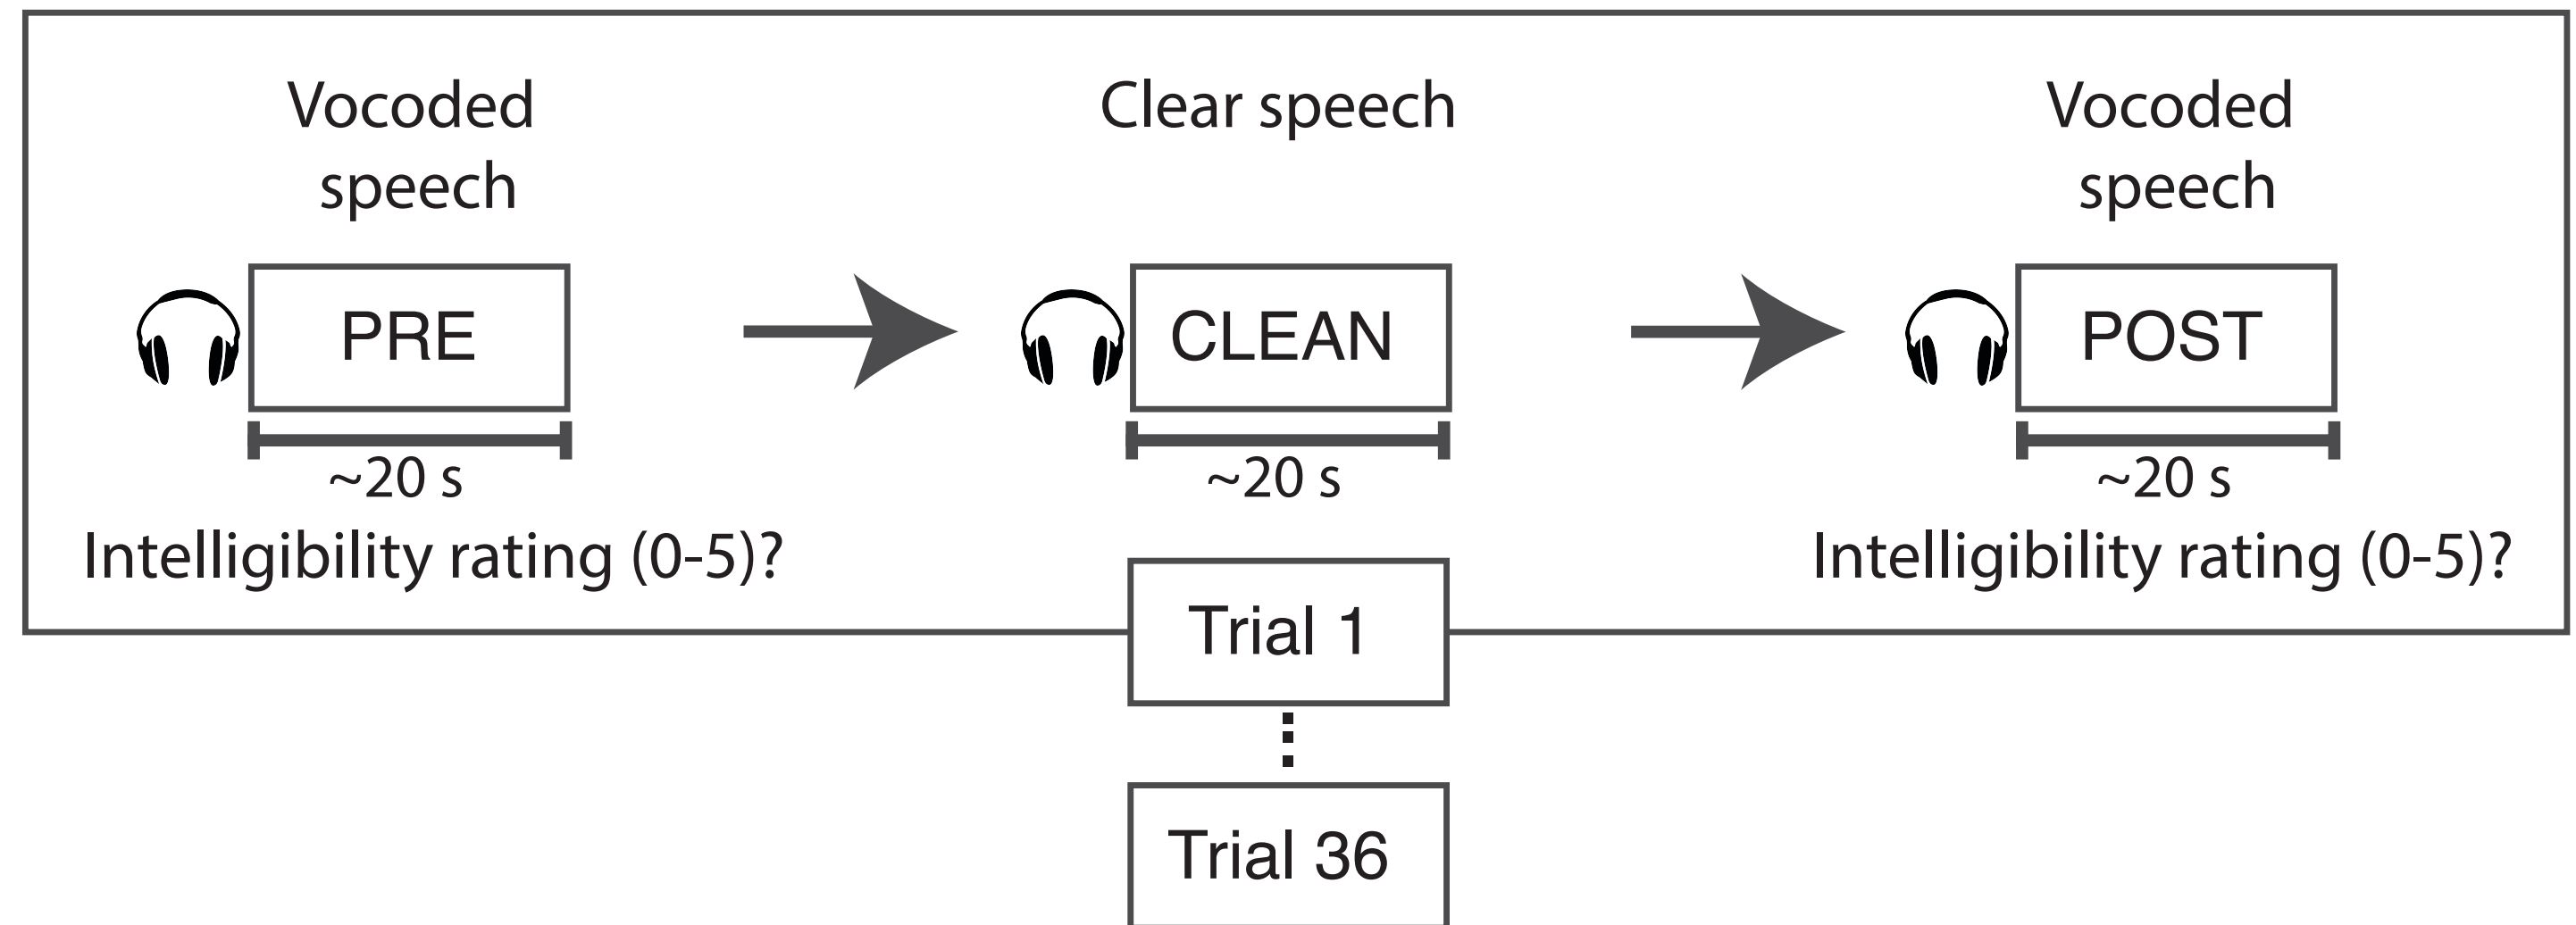 Vocoded
speech
Clear speech
Vocoded
speech
PRE
CLEAN
POST
~20 s
~20 s
~20 s
Intelligibility rating (0-5)?
Intelligibility rating (0-5)?
Trial 1
Trial 36